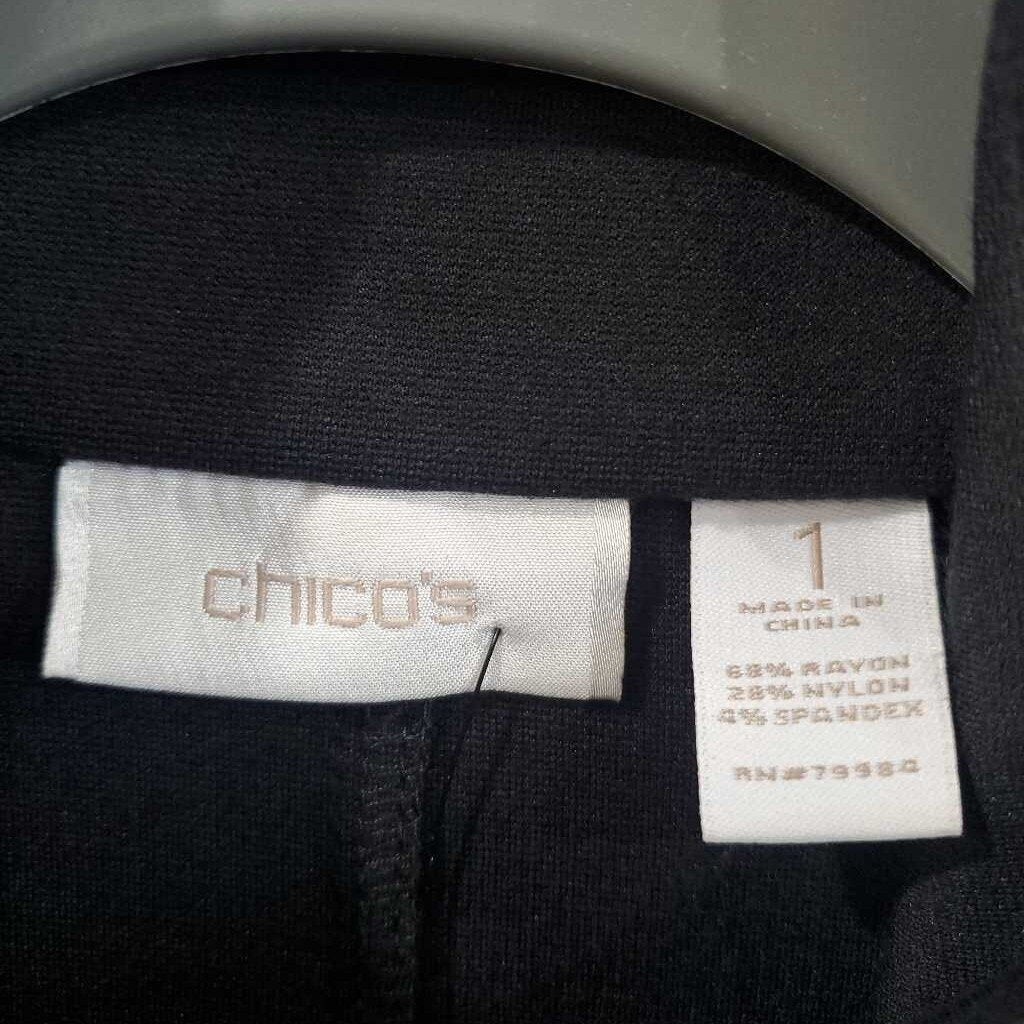 chico's
1
MADE IN
CHINA
68% RAYON
28% NYLON
4% SPANDEX
RN#79984